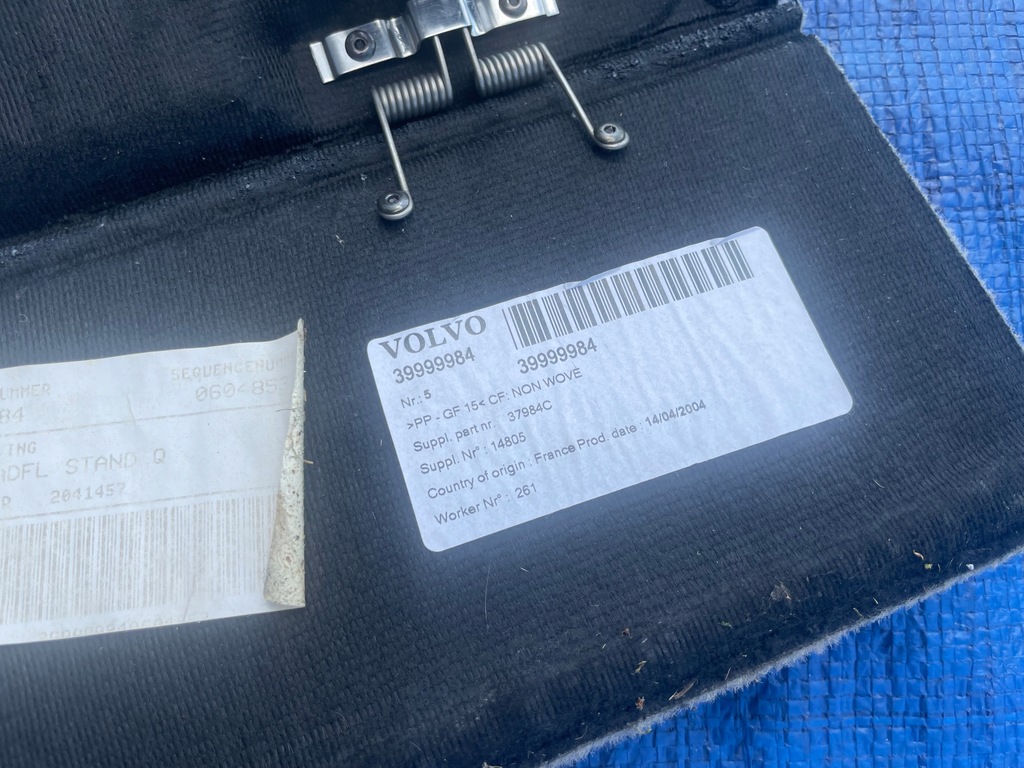 VOLVO
39999984
39999984
Nr.: 5
>PP - GF 15< CF: NON WOVE
Suppl. part nr. 37984C
Suppl. Nr° : 14805
Country of origin : France Prod. date : 14/04/2004
Worker Nr° : 261
SEQUENCENU
060485
84
STAND Q
2041457